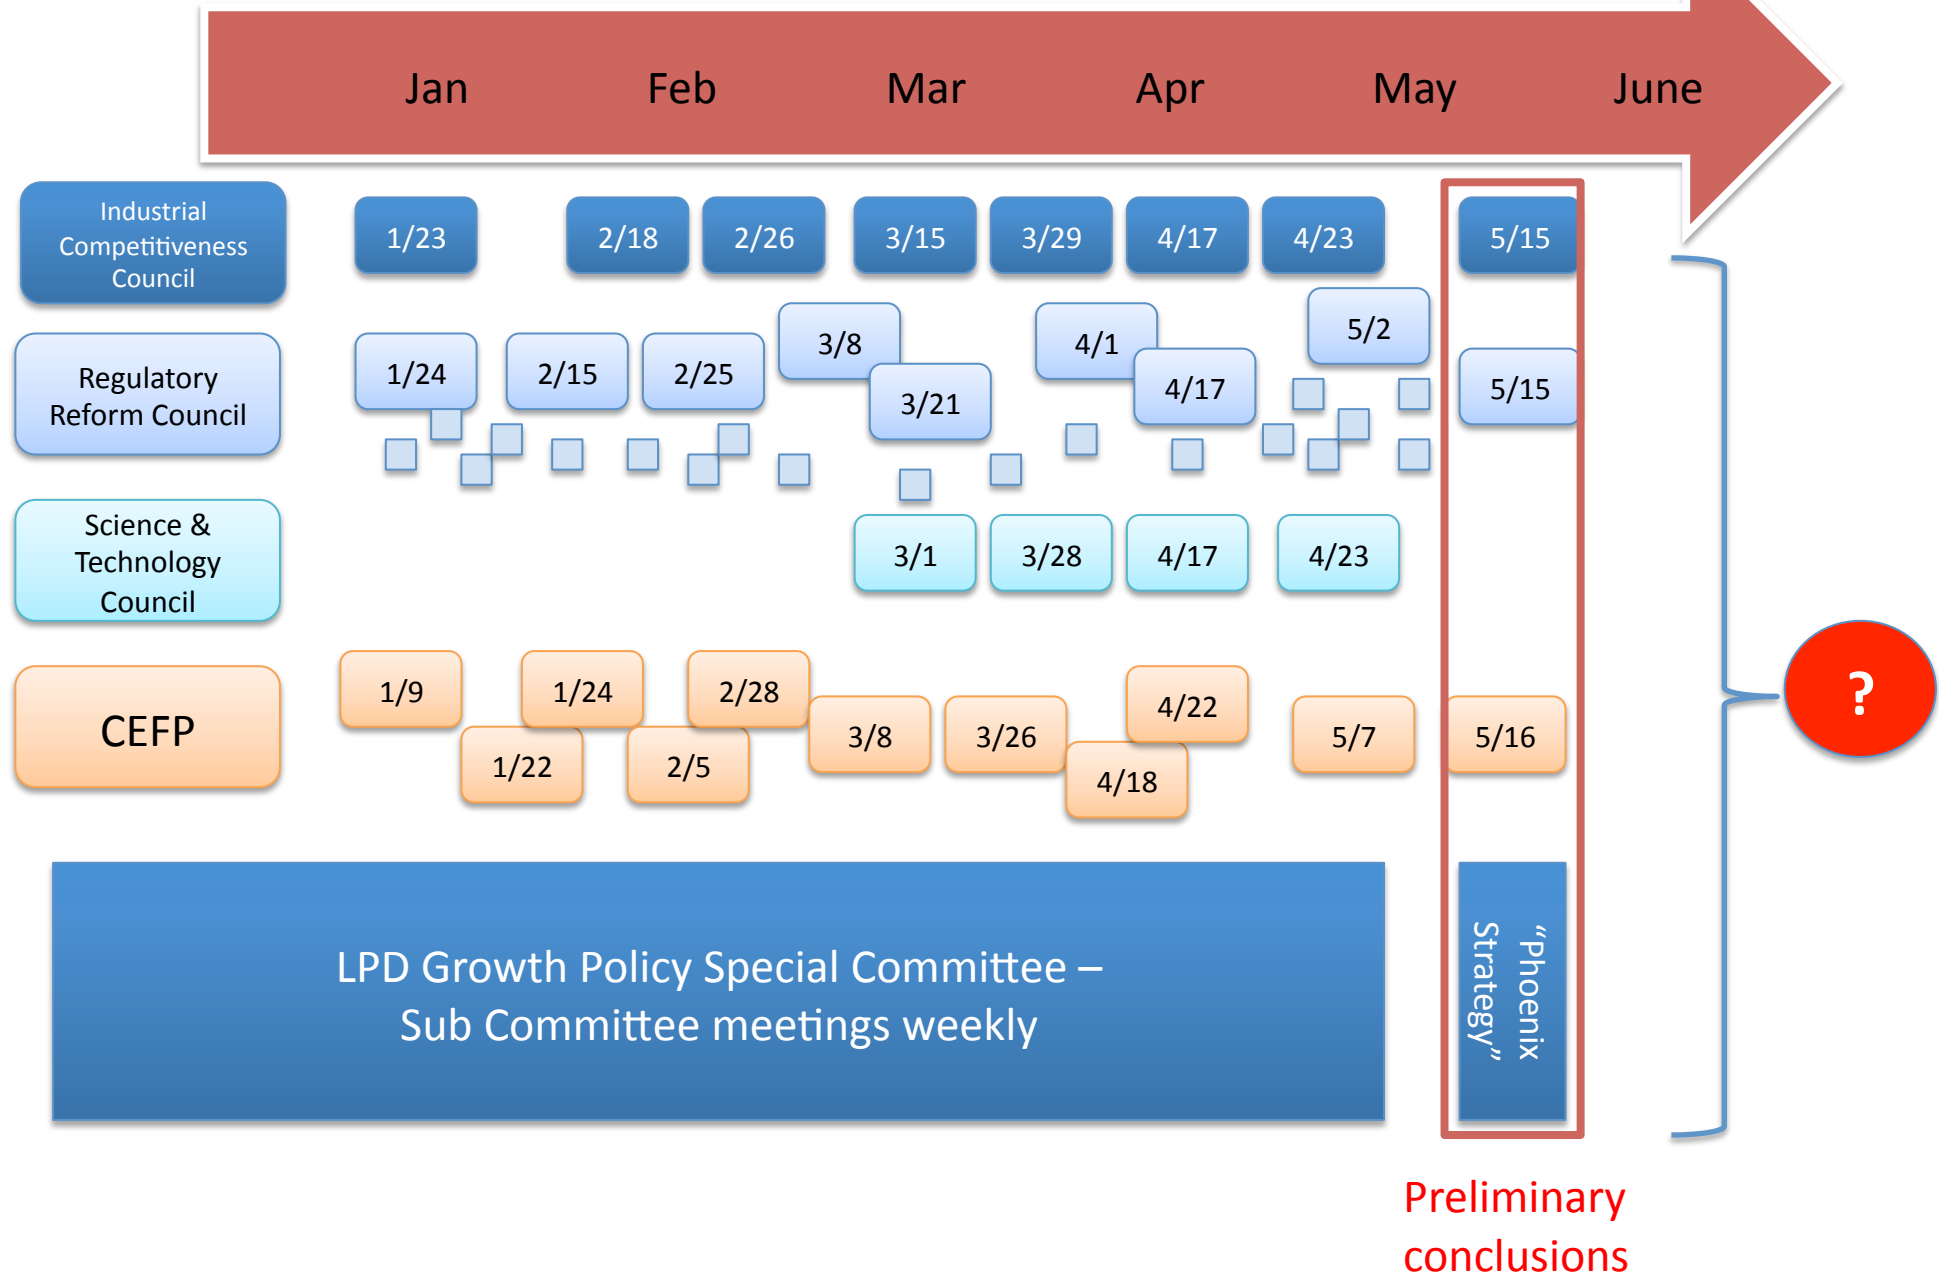 Jan Feb Mar Apr May June
Industrial
Competitiveness
Council
1/23 2/18 2/26 3/15 3/29 4/17 4/23 5/15
Regulatory
Reform Council
1/24 2/15 2/25 3/8 3/21 4/1 4/17 5/2 5/15
Science &
Technology
Council
3/1 3/28 4/17 4/23
CEFP
1/9 1/22 1/24 2/5 2/28 3/8 3/26 4/18 4/22 5/7 5/16
?
LPD Growth Policy Special Committee –
Sub Committee meetings weekly
“Phoenix
Strategy”
Preliminary
conclusions